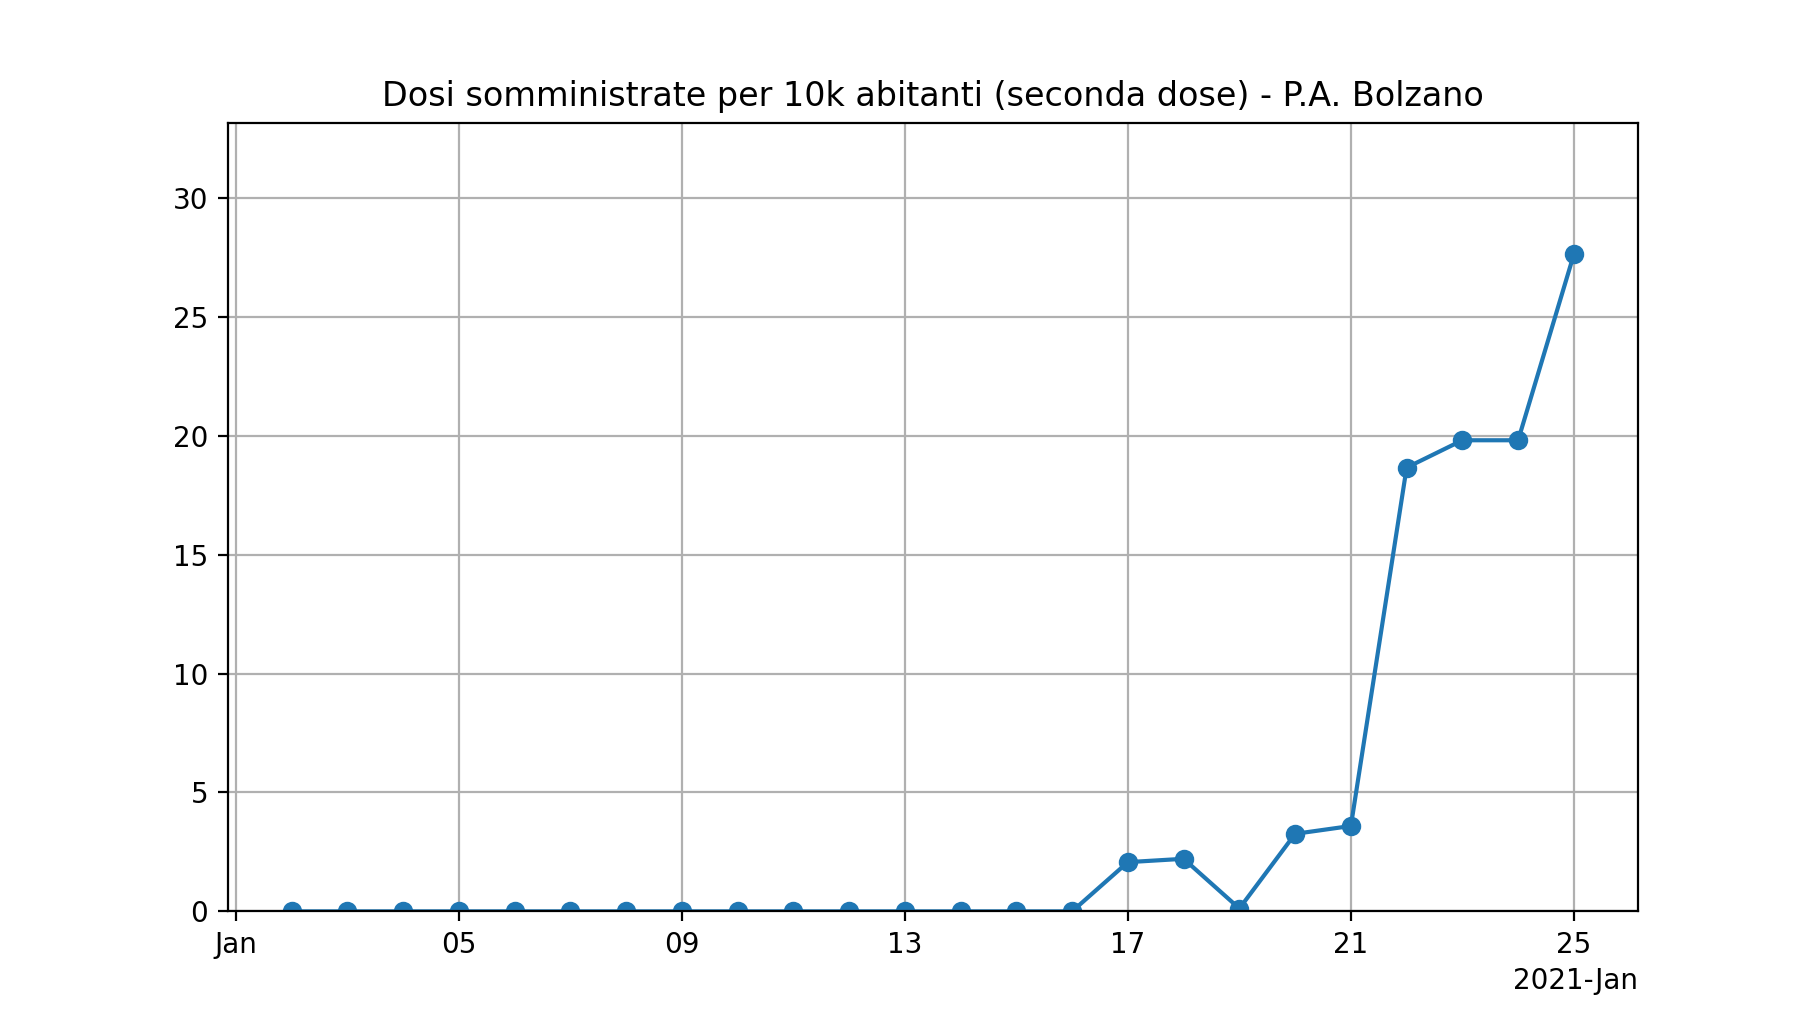 Dosi somministrate per 10k abitanti (seconda dose) - P.A. Bolzano
30
25
20
15
10
5
0
Jan 05 09 13 17 21 25
2021-Jan